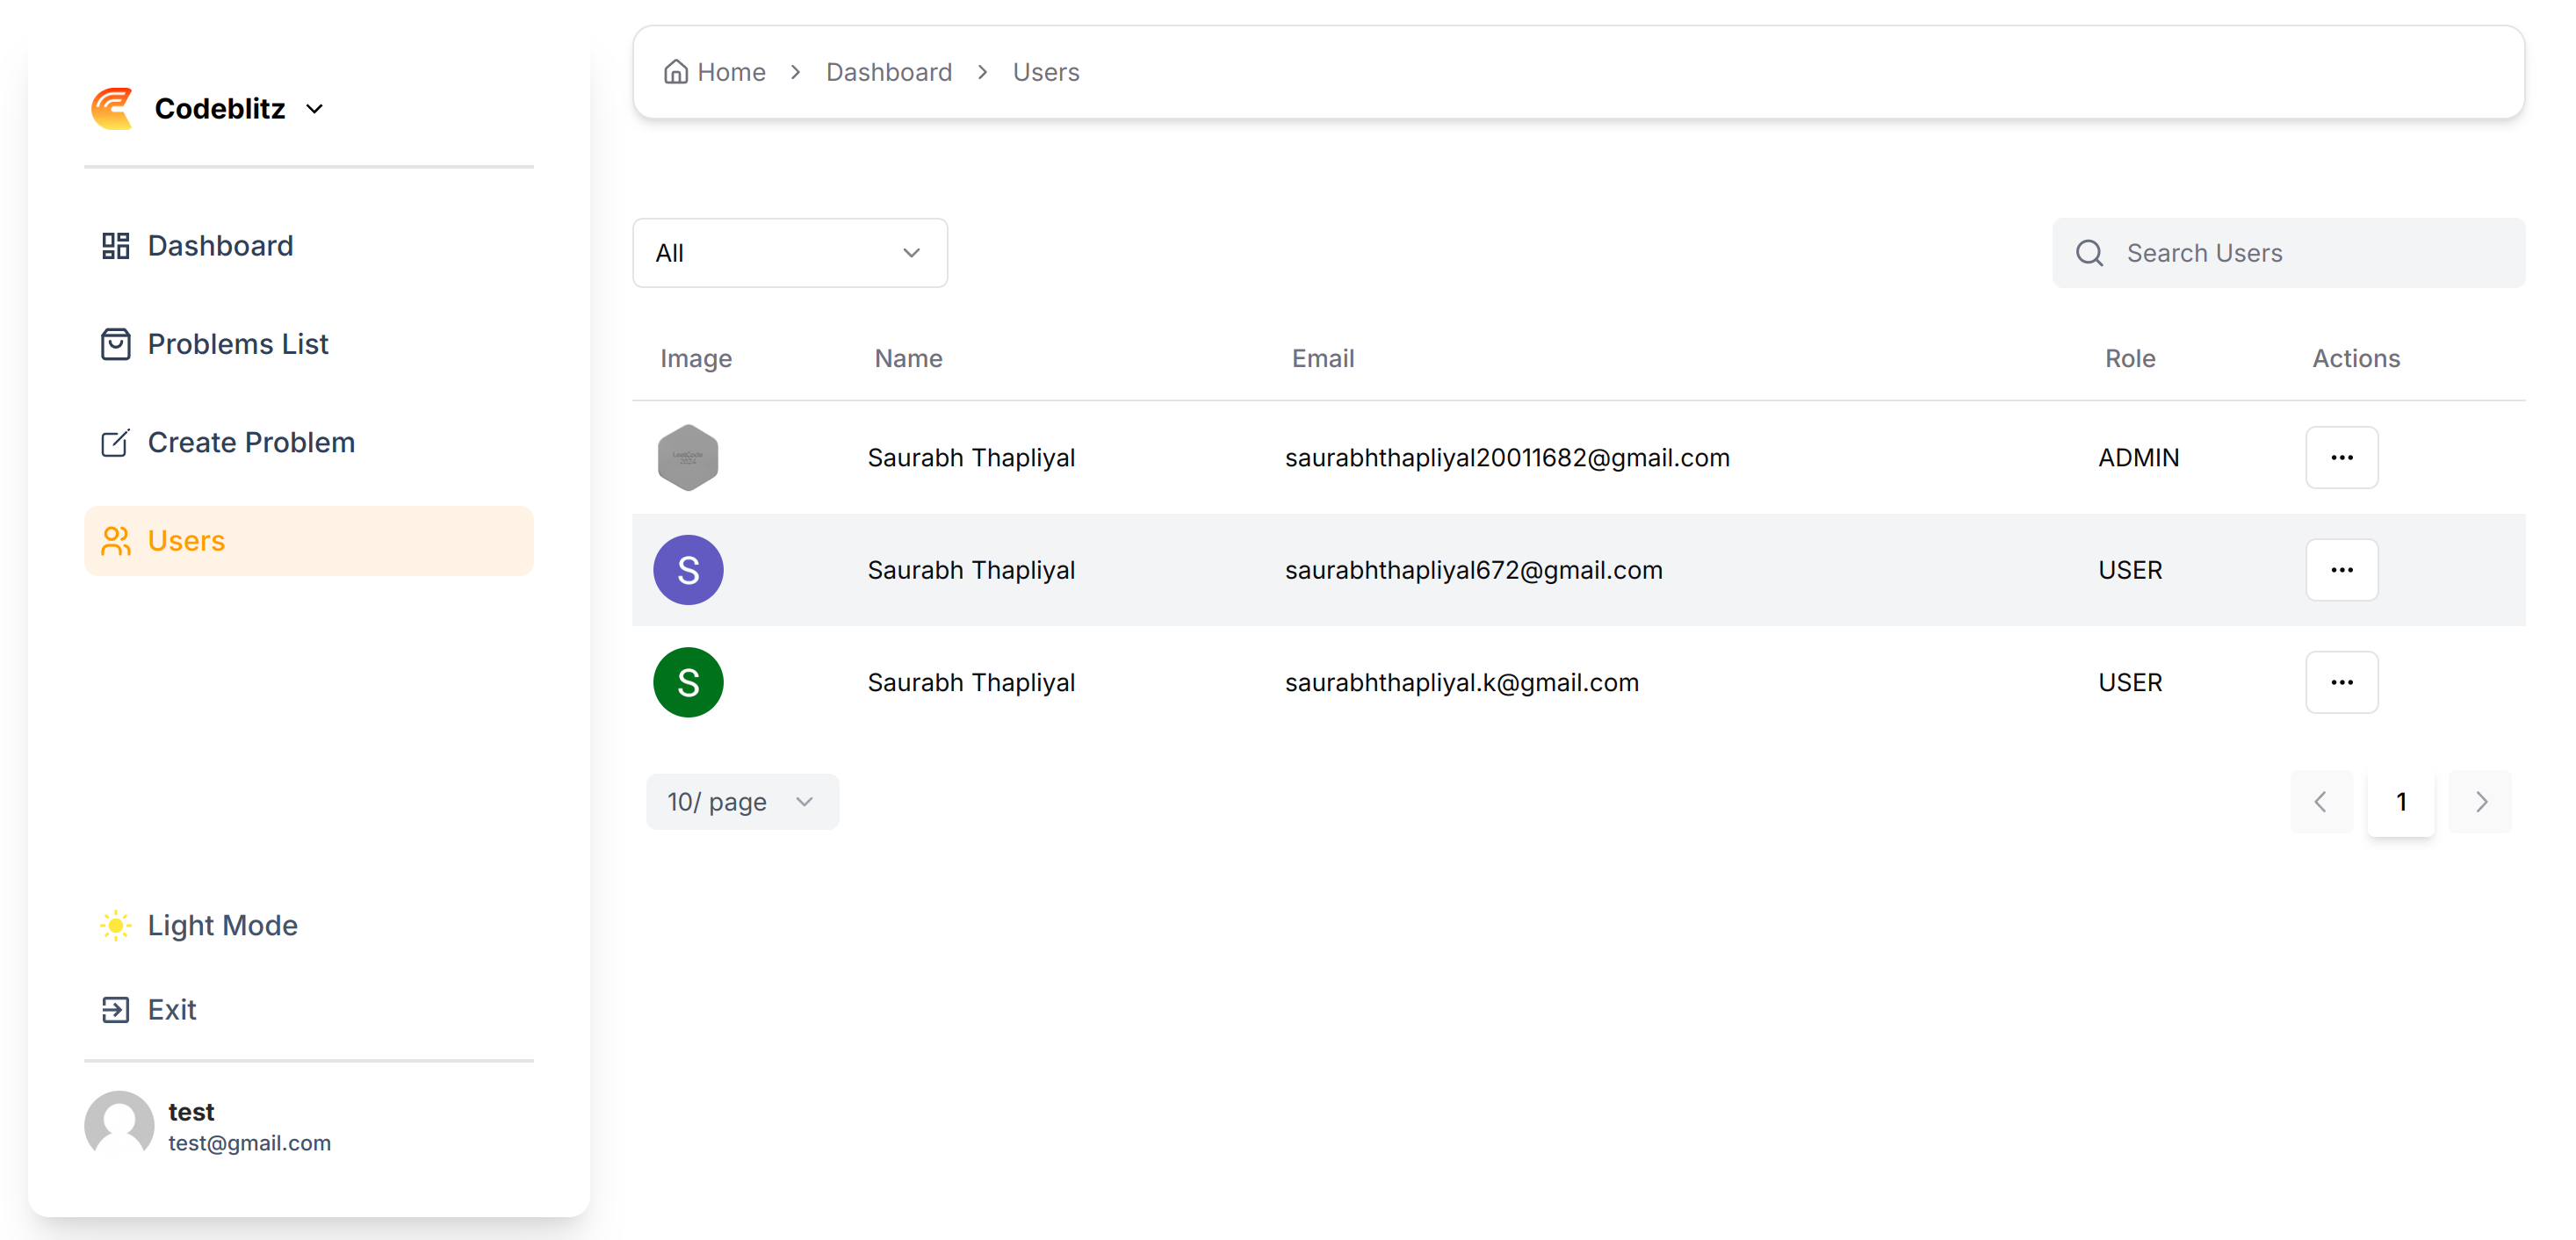 Codeblitz
Dashboard
Problems List
Create Problem
Users
Light Mode
Exit
test
test@gmail.com
Home > Dashboard > Users
All
Search Users
Image Name Email Role Actions
Saurabh Thapliyal saurabhthapliyal20011682@gmail.com ADMIN ...
S Saurabh Thapliyal saurabhthapliyal672@gmail.com USER ...
S Saurabh Thapliyal saurabhthapliyal.k@gmail.com USER ...
10/ page
< 1 >